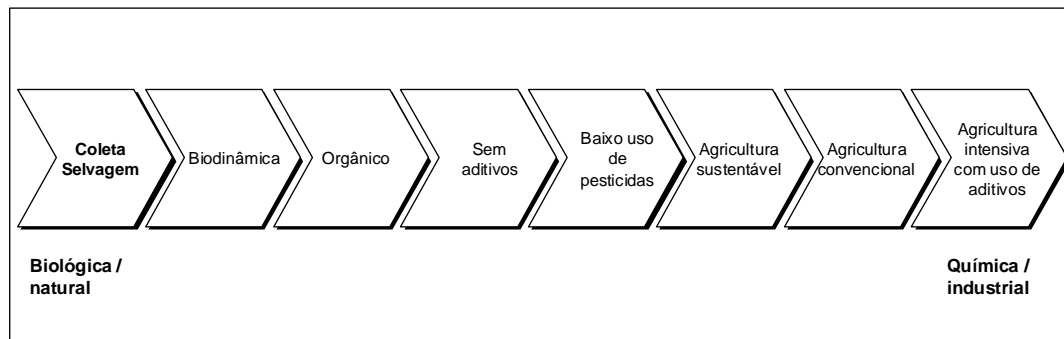 Coleta
Selvagem
Biodinâmica
Orgânico
Sem
aditivos
Baixo uso
de
pesticidas
Agricultura
sustentável
Agricultura
convencional
Agricultura
intensiva
com uso de
aditivos
Biológica /
natural
Química /
industrial